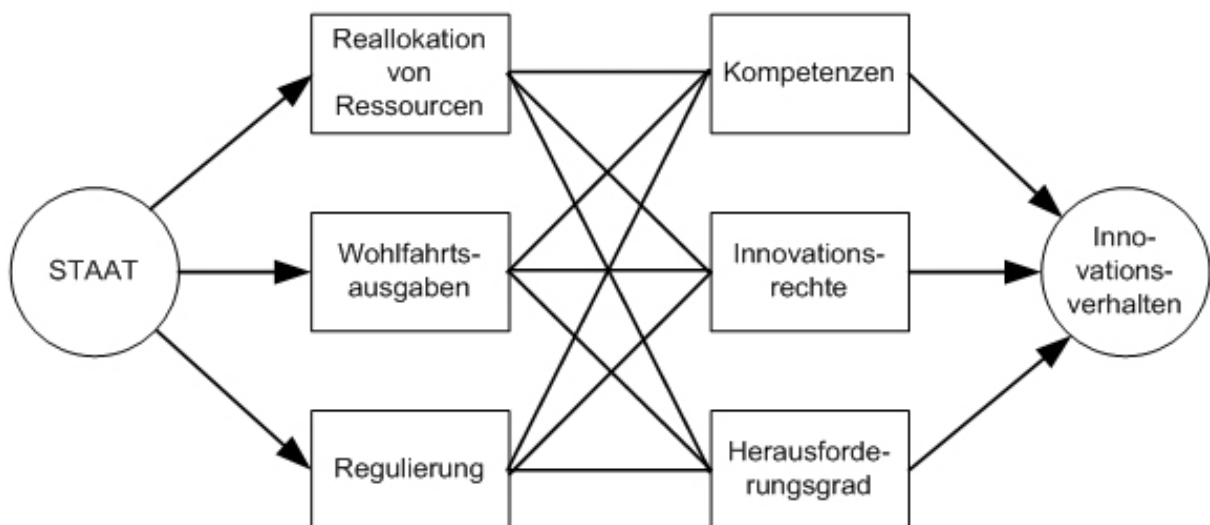 Reallokation
von
Ressourcen
Kompetenzen
STAAT
Wohlfahrts-
ausgaben
Innovations-
rechte
Inno-
vations-
verhalten
Regulierung
Herausforde-
rungsgrad